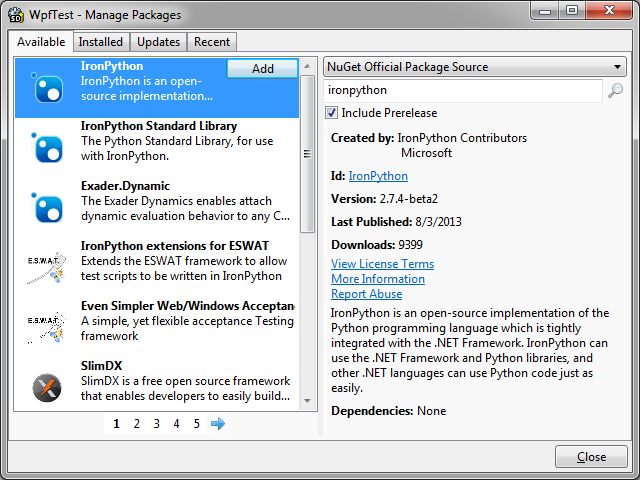 WpfTest - Manage Packages
Available
Installed
Updates
Recent
IronPython
Add
IronPython is an open-
source implementation...
IronPython Standard Library
The Python Standard Library, for use
with IronPython.
Exader.Dynamic
The Exader Dynamics enables attach
dynamic evaluation behavior to any C...
E.S.W.A.T.
IronPython extensions for ESWAT
Extends the ESWAT framework to allow
test scripts to be written in IronPython
E.S.W.A.T.
Even Simpler Web/Windows Acceptan
A simple, yet flexible acceptance Testing
framework
SlimDX
SlimDX is a free open source framework
that enables developers to easily build...
1 2 3 4 5
NuGet Official Package Source
ironpython
Include Prerelease
Created by: IronPython Contributors
Microsoft
Id: IronPython
Version: 2.7.4-beta2
Last Published: 8/3/2013
Downloads: 9399
View License Terms
More Information
Report Abuse
IronPython is an open-source implementation of the
Python programming language which is tightly
integrated with the .NET Framework. IronPython can
use the .NET Framework and Python libraries, and
other .NET languages can use Python code just as
easily.
Dependencies: None
Close